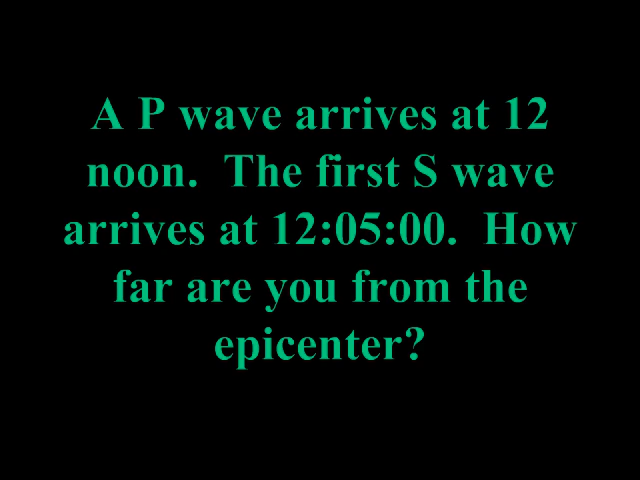 A P wave arrives at 12
noon.  The first S wave
arrives at 12:05:00.  How
far are you from the
epicenter?